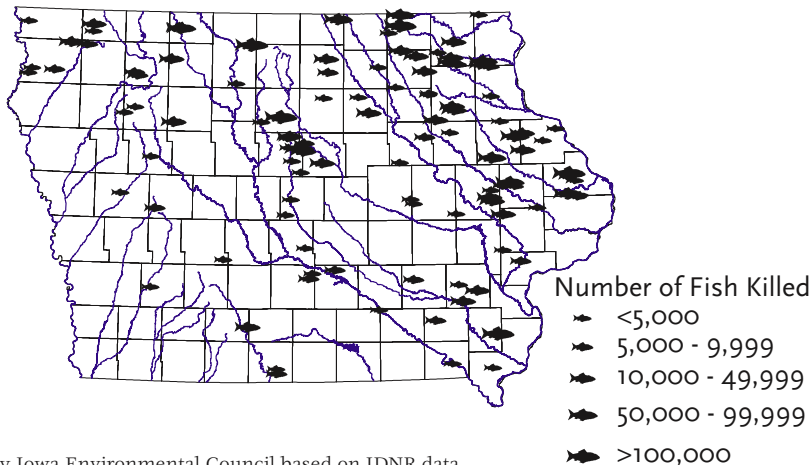 Number of Fish Killed
<5,000
5,000 - 9,999
10,000 - 49,999
50,000 - 99,999
>100,000
y Iowa Environmental Council based on IDNR data